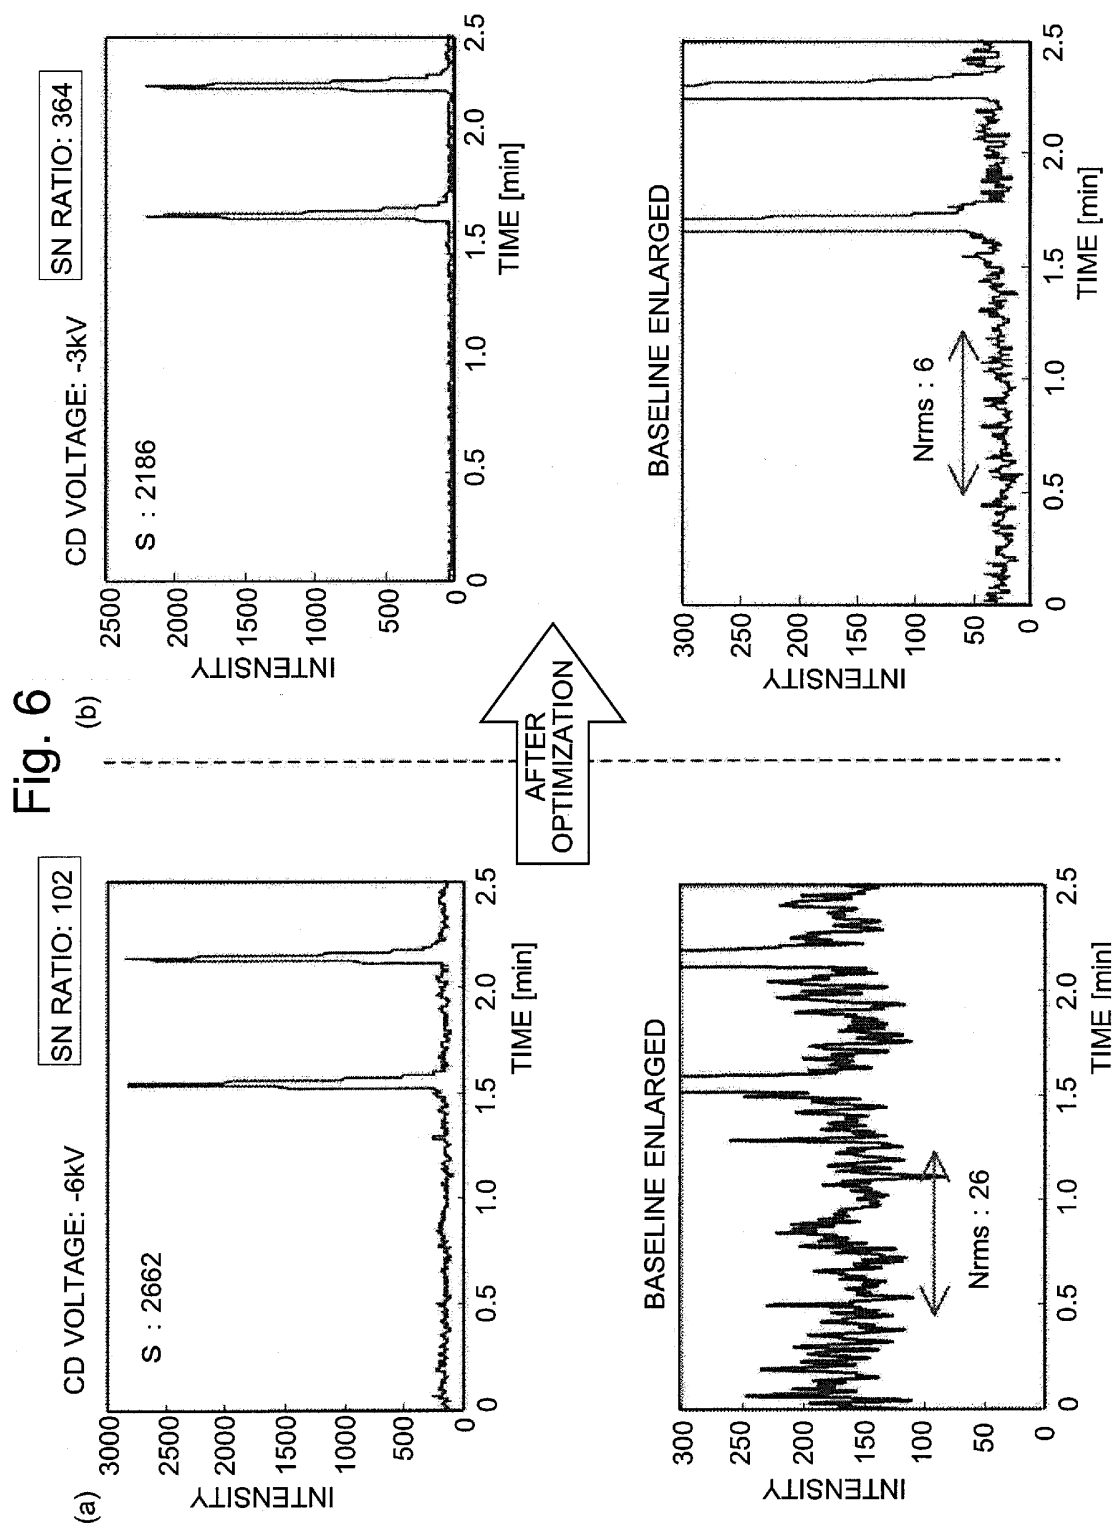 Fig. 6
(a)
CD VOLTAGE: -6kV
SN RATIO: 102
S : 2662
INTENSITY
3000
2500
2000
1500
1000
500
0
0
0.5
1.0
1.5
2.0
2.5
TIME [min]
BASELINE ENLARGED
INTENSITY
300
250
200
150
100
50
0
Nrms : 26
0
0.5
1.0
1.5
2.0
2.5
TIME [min]
AFTER
OPTIMIZATION
(b)
CD VOLTAGE: -3kV
SN RATIO: 364
S : 2186
INTENSITY
2500
2000
1500
1000
500
0
0
0.5
1.0
1.5
2.0
2.5
TIME [min]
BASELINE ENLARGED
INTENSITY
300
250
200
150
100
50
0
Nrms : 6
0
0.5
1.0
1.5
2.0
2.5
TIME [min]